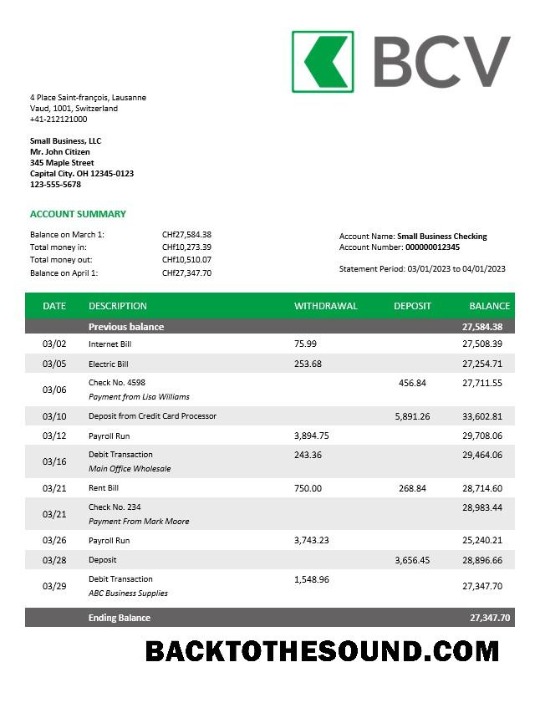 BCV
4 Place Saint-françois, Lausanne
Vaud, 1001, Switzerland
+41-212121000
Small Business, LLC
Mr. John Citizen
345 Maple Street
Capital City. OH 12345-0123
123-555-5678
ACCOUNT SUMMARY
Balance on March 1: CHf27,584.38
Total money in: CHf10,273.39
Total money out: CHf10,510.07
Balance on April 1: CHf27,347.70
Account Name: Small Business Checking
Account Number: 000000012345
Statement Period: 03/01/2023 to 04/01/2023
DATE DESCRIPTION WITHDRAWAL DEPOSIT BALANCE
Previous balance 27,584.38
03/02 Internet Bill 75.99 27,508.39
03/05 Electric Bill 253.68 27,254.71
03/06 Check No. 4598 456.84 27,711.55
Payment from Lisa Williams
03/10 Deposit from Credit Card Processor 5,891.26 33,602.81
03/12 Payroll Run 3,894.75 29,708.06
03/16 Debit Transaction 243.36 29,464.06
Main Office Wholesale
03/21 Rent Bill 750.00 268.84 28,714.60
03/21 Check No. 234 28,983.44
Payment From Mark Moore
03/26 Payroll Run 3,743.23 25,240.21
03/28 Deposit 3,656.45 28,896.66
03/29 Debit Transaction 1,548.96 27,347.70
ABC Business Supplies
Ending Balance 27,347.70
BACKTOTHESOUND.COM